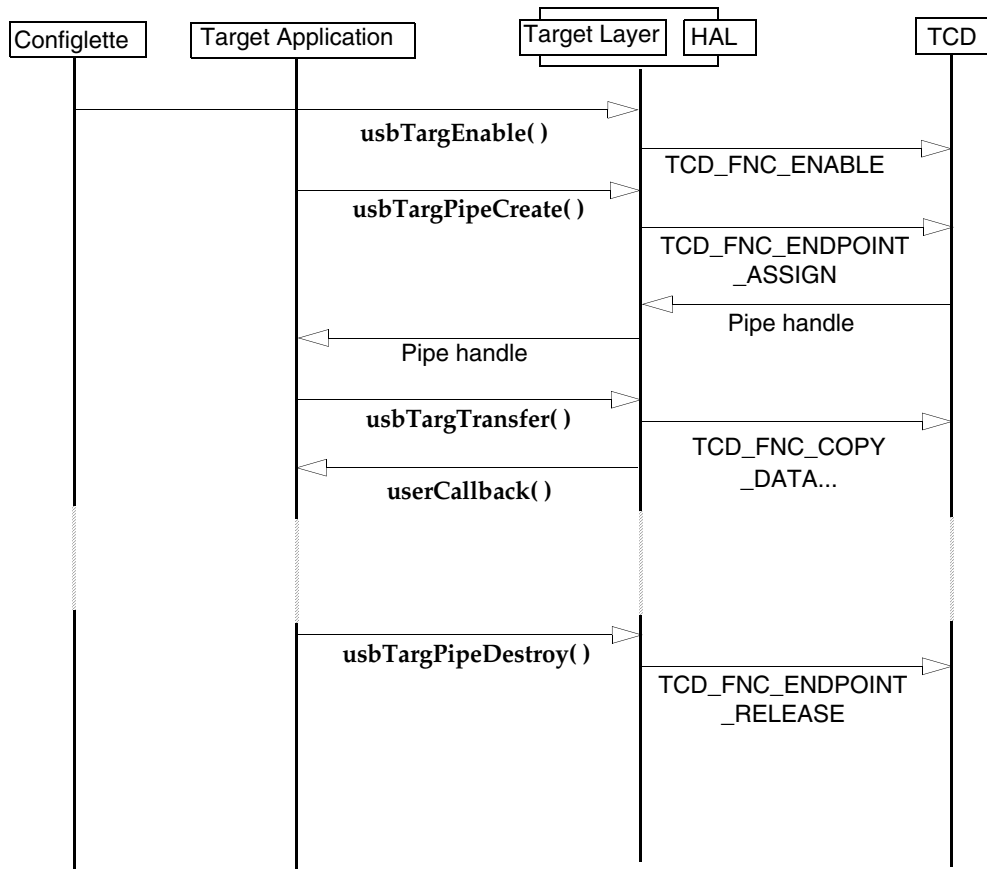 Configlette
Target Application
Target Layer
HAL
TCD
usbTargEnable( )
TCD_FNC_ENABLE
usbTargPipeCreate( )
TCD_FNC_ENDPOINT
_ASSIGN
Pipe handle
Pipe handle
usbTargTransfer( )
TCD_FNC_COPY
_DATA...
userCallback( )
usbTargPipeDestroy( )
TCD_FNC_ENDPOINT
_RELEASE